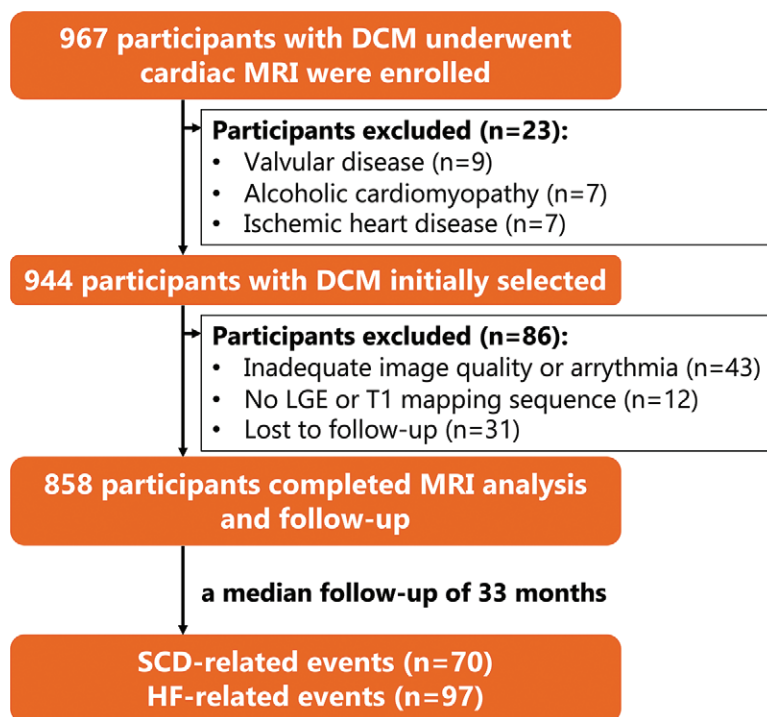 967 participants with DCM underwent
cardiac MRI were enrolled
Participants excluded (n=23):
• Valvular disease (n=9)
• Alcoholic cardiomyopathy (n=7)
• Ischemic heart disease (n=7)
944 participants with DCM initially selected
Participants excluded (n=86):
• Inadequate image quality or arrythmia (n=43)
• No LGE or T1 mapping sequence (n=12)
• Lost to follow-up (n=31)
858 participants completed MRI analysis
and follow-up
a median follow-up of 33 months
SCD-related events (n=70)
HF-related events (n=97)